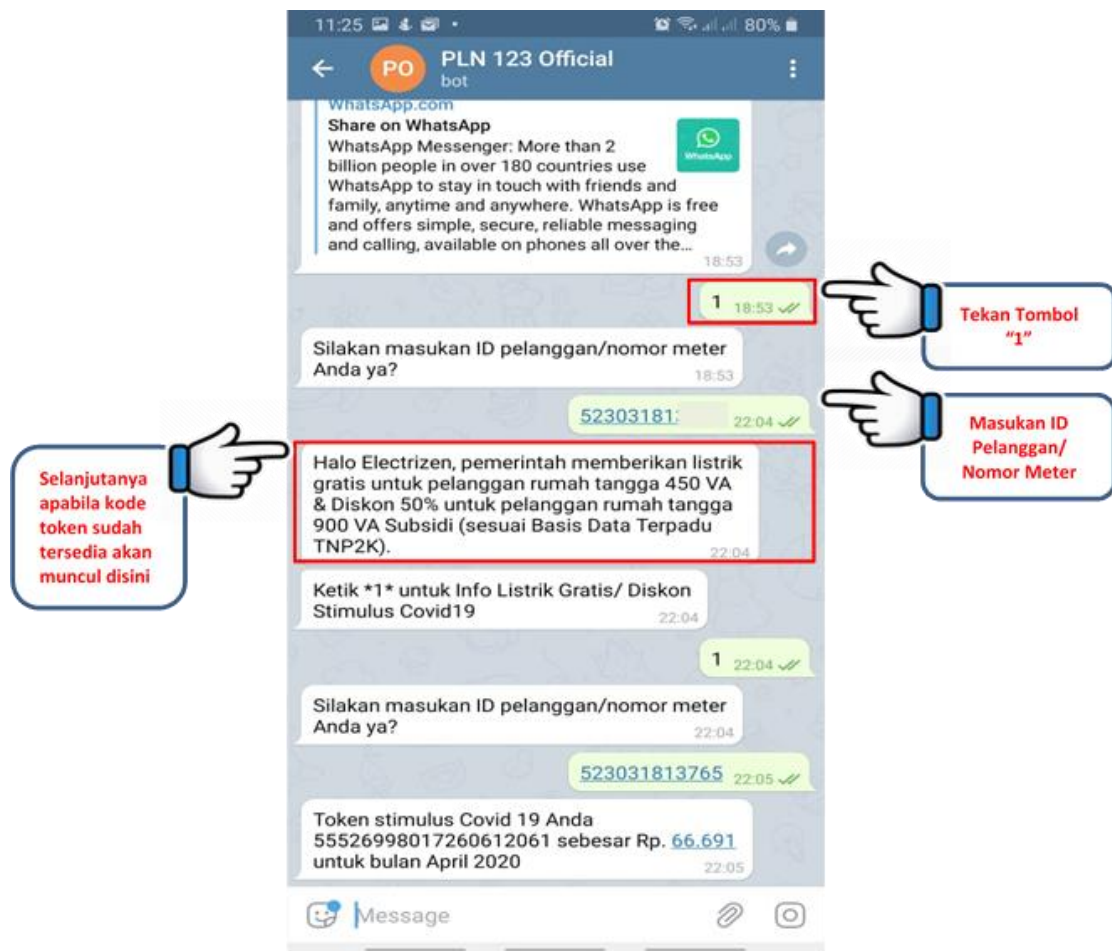 11:25 80%
PO PLN 123 Official
bot
WhatsApp.com
Share on WhatsApp
WhatsApp Messenger: More than 2
billion people in over 180 countries use
WhatsApp to stay in touch with friends and
family, anytime and anywhere. WhatsApp is free
and offers simple, secure, reliable messaging
and calling, available on phones all over the...
WhatsApp
18:53
1 18:53
Tekan Tombol
“1”
Silakan masukan ID pelanggan/nomor meter
Anda ya?
18:53
52303181 22:04
Masukan ID
Pelanggan/
Nomor Meter
Selanjutanya
apabila kode
token sudah
tersedia akan
muncul disini
Halo Electrizen, pemerintah memberikan listrik
gratis untuk pelanggan rumah tangga 450 VA
& Diskon 50% untuk pelanggan rumah tangga
900 VA Subsidi (sesuai Basis Data Terpadu
TNP2K).
22:04
Ketik *1* untuk Info Listrik Gratis/ Diskon
Stimulus Covid19
22:04
1 22:04
Silakan masukan ID pelanggan/nomor meter
Anda ya?
22:04
523031813765 22:05
Token stimulus Covid 19 Anda
55526998017260612061 sebesar Rp. 66.691
untuk bulan April 2020
22:05
Message